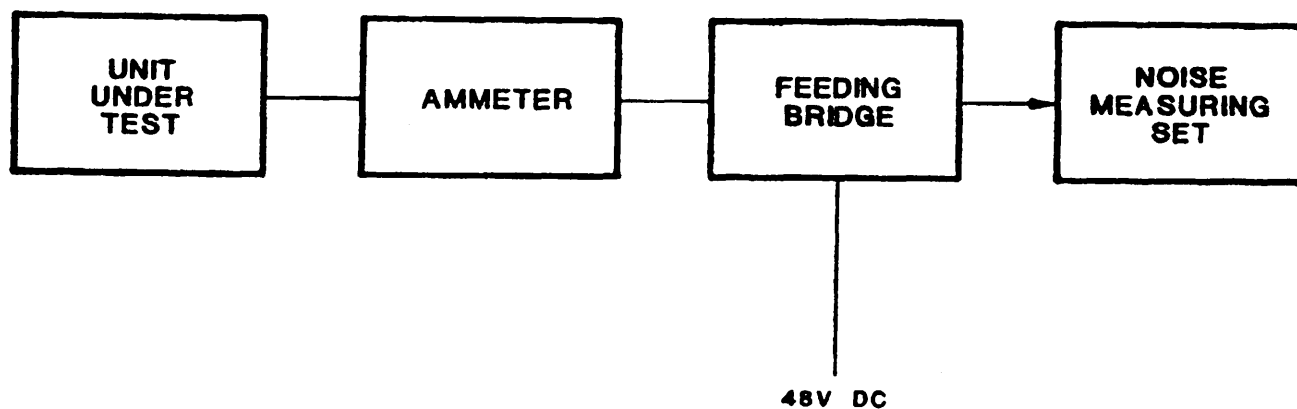 UNIT
UNDER
TEST
AMMETER
FEEDING
BRIDGE
NOISE
MEASURING
SET
48V DC